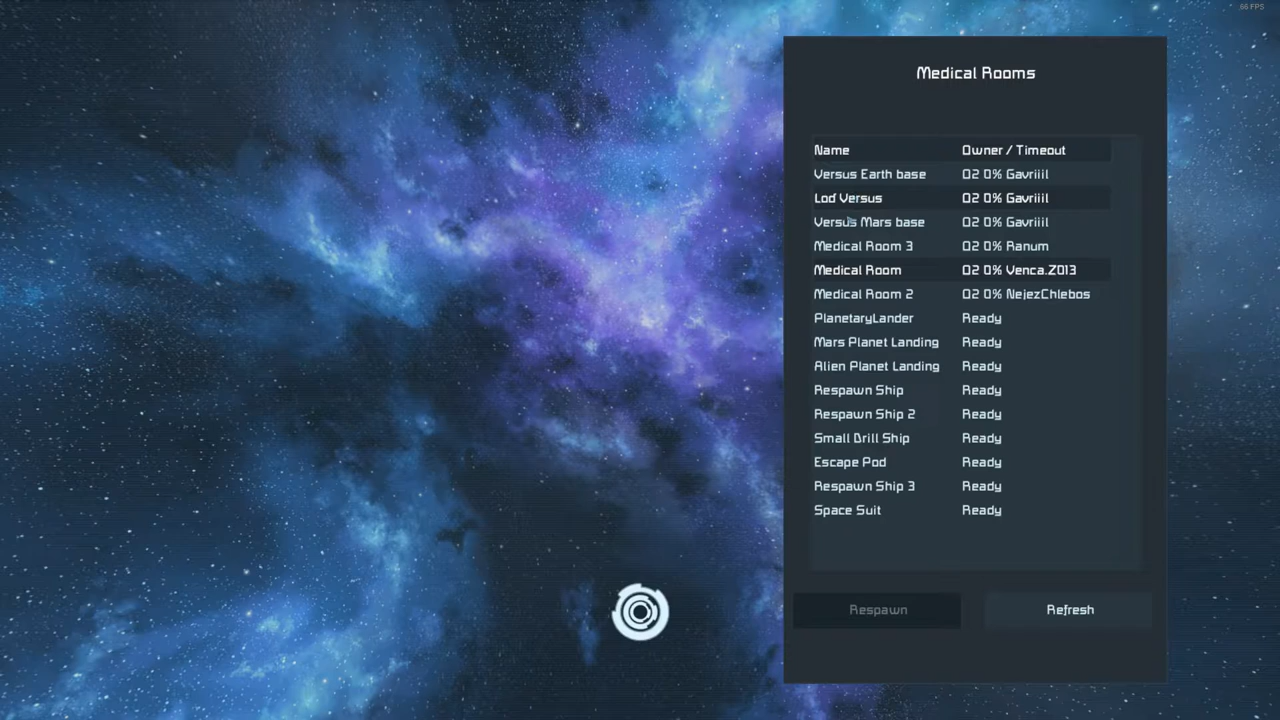 66 FPS
Medical Rooms
Name Owner / Timeout
Versus Earth base O2 0% Gavriiil
Loď Versus O2 0% Gavriiil
Versus Mars base O2 0% Gavriiil
Medical Room 3 O2 0% Ranum
Medical Room O2 0% Venca.Z013
Medical Room 2 O2 0% NejezChlebos
PlanetaryLander Ready
Mars Planet Landing Ready
Alien Planet Landing Ready
Respawn Ship Ready
Respawn Ship 2 Ready
Small Drill Ship Ready
Escape Pod Ready
Respawn Ship 3 Ready
Space Suit Ready
Respawn Refresh